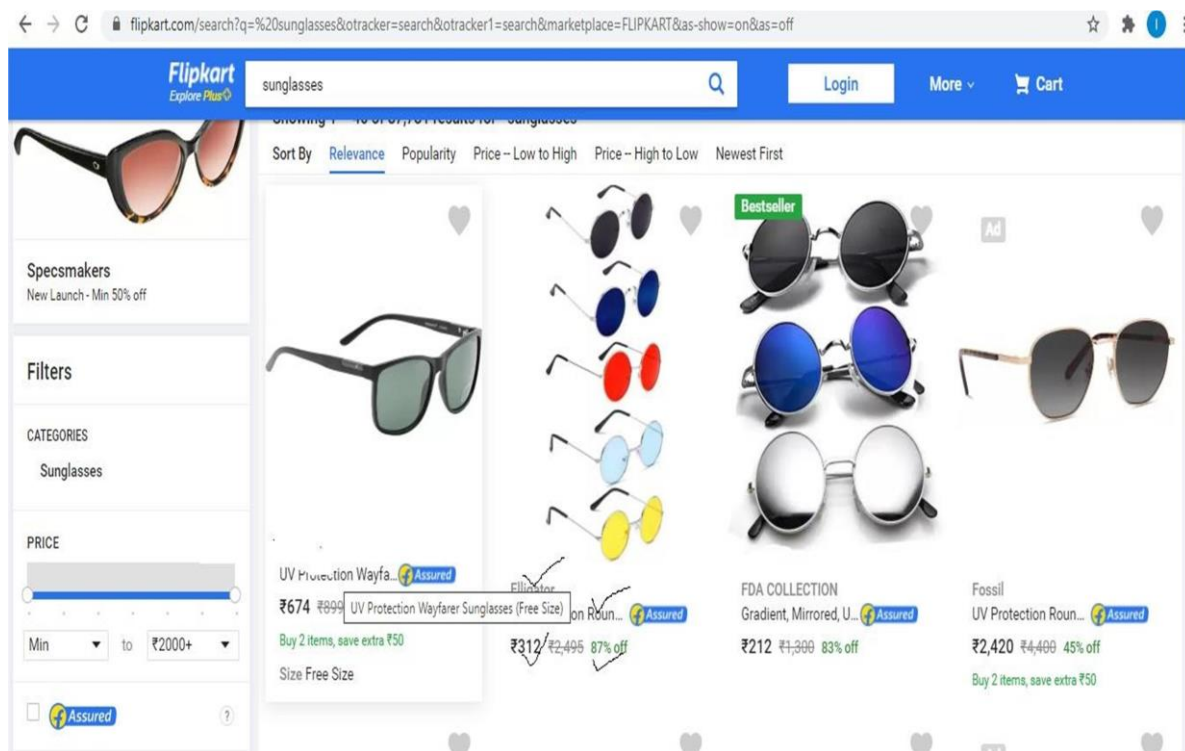 flipkart.com/search?q=%20sunglasses&otracker=search&otracker1=search&marketplace=FLIPKART&as-show=on&as=off
Flipkart
Explore Plus
sunglasses
Login
More
Cart
results for
Sort By Relevance Popularity Price -- Low to High Price -- High to Low Newest First
Specsmakers
New Launch - Min 50% off
Filters
CATEGORIES
Sunglasses
PRICE
Min to ₹2000+
Assured
?
UV Protection Wayfa... Assured
₹674 ₹899
UV Protection Wayfarer Sunglasses (Free Size)
Buy 2 items, save extra ₹50
Size Free Size
Elligator
on Roun... Assured
₹312 ₹2,495 87% off
Bestseller
FDA COLLECTION
Gradient, Mirrored, U... Assured
₹212 ₹1,300 83% off
Ad
Fossil
UV Protection Roun... Assured
₹2,420 ₹4,400 45% off
Buy 2 items, save extra ₹50